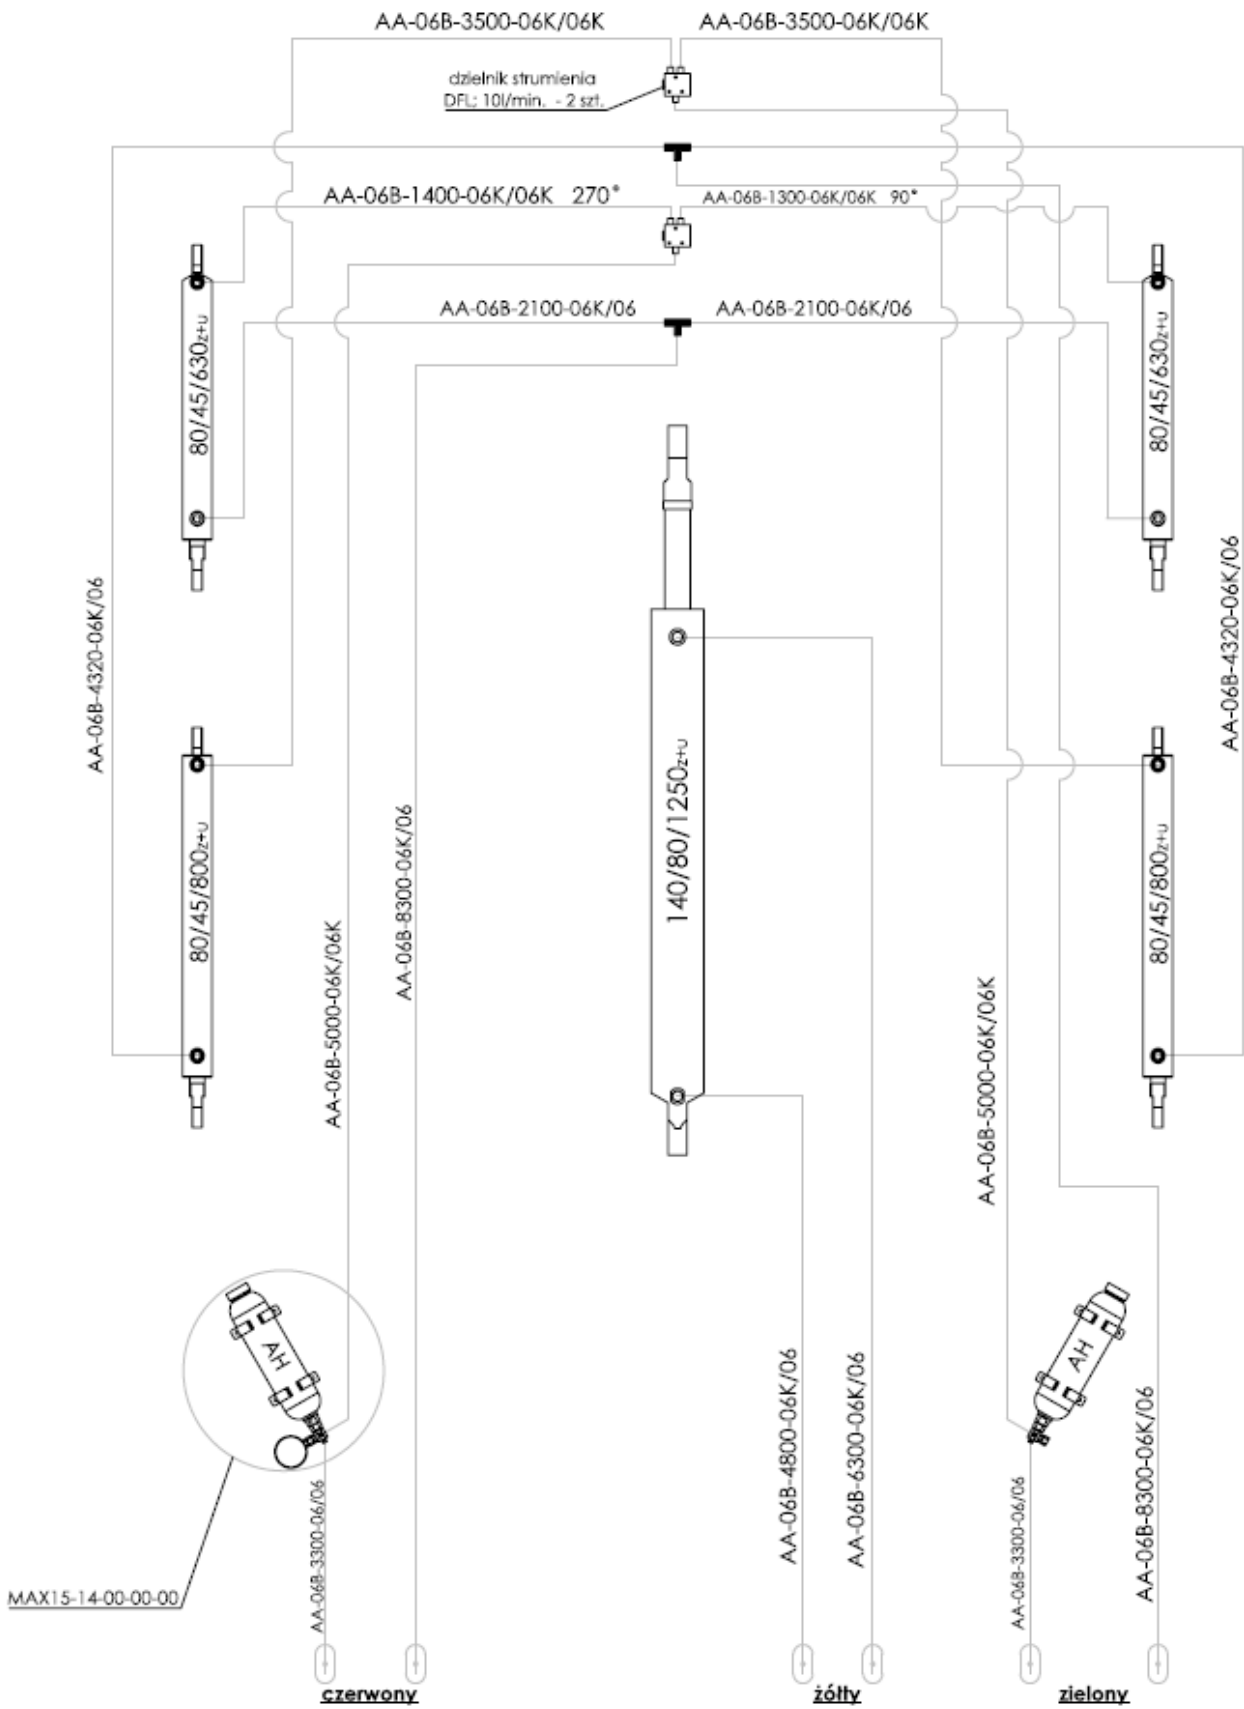 AA-06B-3500-06K/06K
AA-06B-3500-06K/06K
dzielnik strumienia
DFL; 10l/min. - 2 szt.
AA-06B-1400-06K/06K 270°
AA-06B-1300-06K/06K 90°
AA-06B-2100-06K/06
AA-06B-2100-06K/06
80/45/630z+u
80/45/630z+u
AA-06B-4320-06K/06
AA-06B-4320-06K/06
140/80/1250z+u
80/45/800z+u
80/45/800z+u
AA-06B-8300-06K/06
AA-06B-5000-06K/06K
AA-06B-5000-06K/06K
AH
AH
AA-06B-4800-06K/06
AA-06B-6300-06K/06
AA-06B-3300-06/06
AA-06B-3300-06/06
AA-06B-8300-06K/06
MAX15-14-00-00-00
czerwony
żółty
zielony